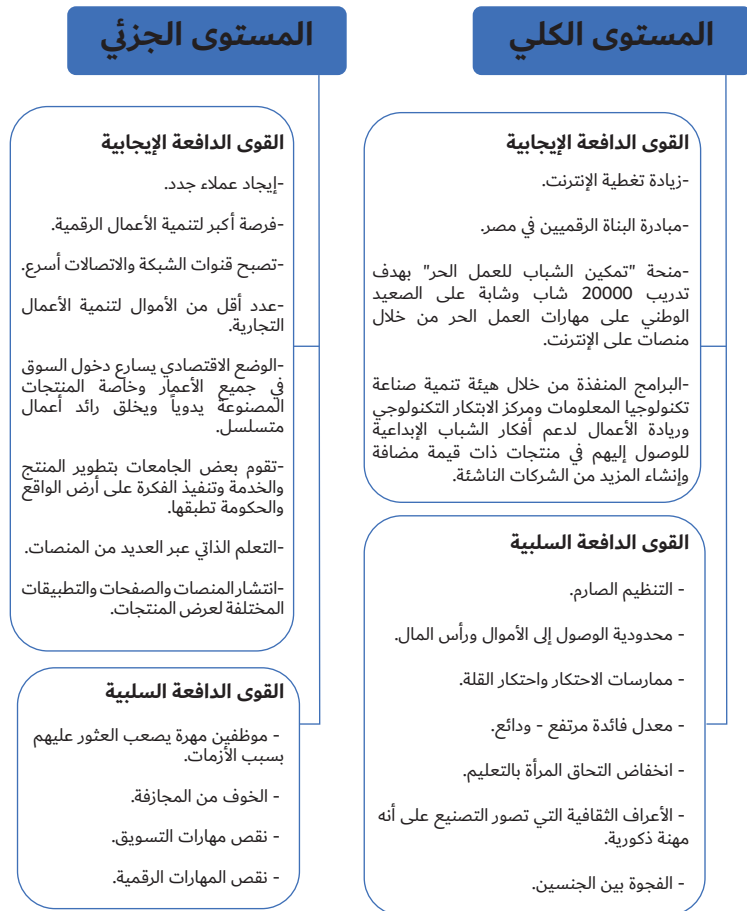 المستوى الكلي
القوى الدافعة الإيجابية
-زيادة تغطية الإنترنت.
-مبادرة البناة الرقميين في مصر.
-منحة "تمكين الشباب للعمل الحر" بهدف
تدريب 20000 شاب وشابة على الصعيد
الوطني على مهارات العمل الحر من خلال
منصات على الإنترنت.
-البرامج المنفذة من خلال هيئة تنمية صناعة
تكنولوجيا المعلومات ومركز الابتكار التكنولوجي
وريادة الأعمال لدعم أفكار الشباب الإبداعية
للوصول إليهم في منتجات ذات قيمة مضافة
وإنشاء المزيد من الشركات الناشئة.
القوى الدافعة السلبية
- التنظيم الصارم.
- محدودية الوصول إلى الأموال ورأس المال.
- ممارسات الاحتكار واحتكار القلة.
- معدل فائدة مرتفع - ودائع.
- انخفاض التحاق المرأة بالتعليم.
- الأعراف الثقافية التي تصور التصنيع على أنه
مهنة ذكورية.
- الفجوة بين الجنسين.
المستوى الجزئي
القوى الدافعة الإيجابية
-إيجاد عملاء جدد.
-فرصة أكبر لتنمية الأعمال الرقمية.
-تصبح قنوات الشبكة والاتصالات أسرع.
-عدد أقل من الأموال لتنمية الأعمال
التجارية.
-الوضع الاقتصادي يسارع دخول السوق
في جميع الأعمار وخاصة المنتجات
المصنوعة يدوياً ويخلق رائد أعمال
متسلسل.
-تقوم بعض الجامعات بتطوير المنتج
والخدمة وتنفيذ الفكرة على أرض الواقع
والحكومة تطبقها.
-التعلم الذاتي عبر العديد من المنصات.
-انتشار المنصات والصفحات والتطبيقات
المختلفة لعرض المنتجات.
القوى الدافعة السلبية
- موظفين مهرة يصعب العثور عليهم
بسبب الأزمات.
- الخوف من المجازفة.
- نقص مهارات التسويق.
- نقص المهارات الرقمية.